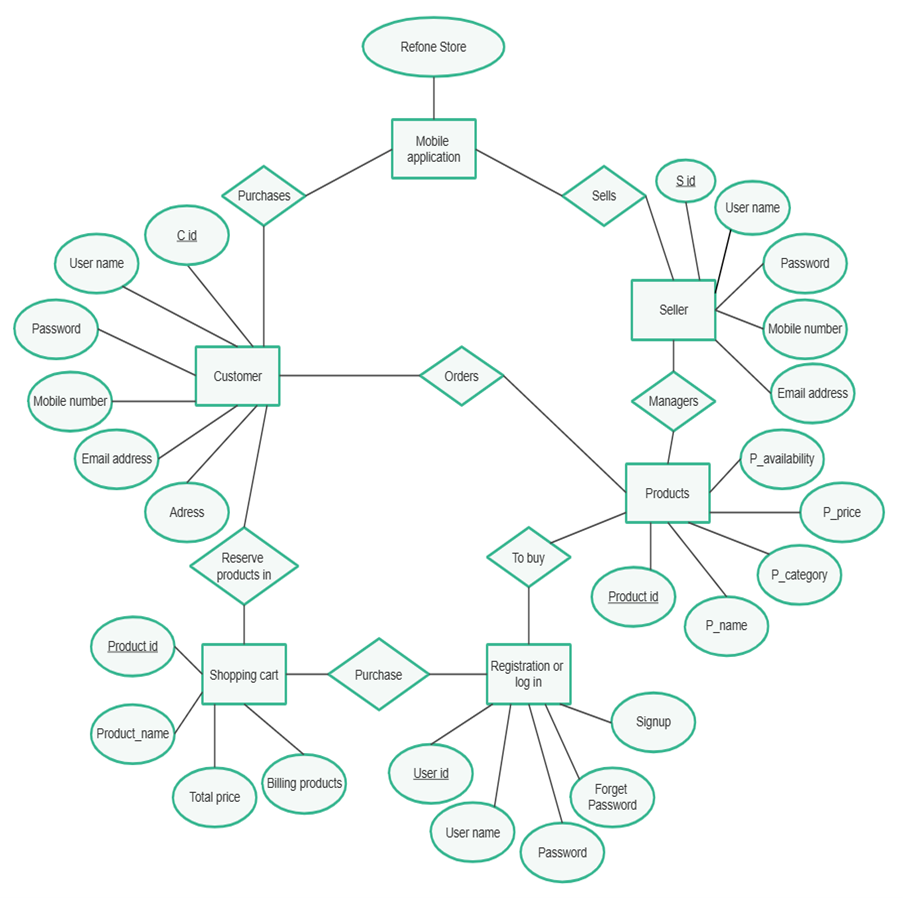 Refone Store
Mobile
application
Purchases
Sells
S id
User name
C id
User name
Password
Password
Seller
Mobile number
Customer
Orders
Mobile number
Managers
Email address
Email address
P_availability
Products
Adress
P_price
Reserve
products in
To buy
P_category
Product id
P_name
Product id
Shopping cart
Purchase
Registration or
log in
Product_name
Signup
User id
Total price
Billing products
Forget
Password
User name
Password